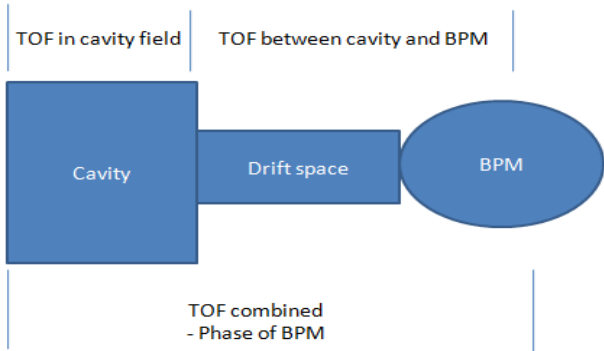 TOF in cavity field
TOF between cavity and BPM
Cavity
Drift space
BPM
TOF combined
- Phase of BPM